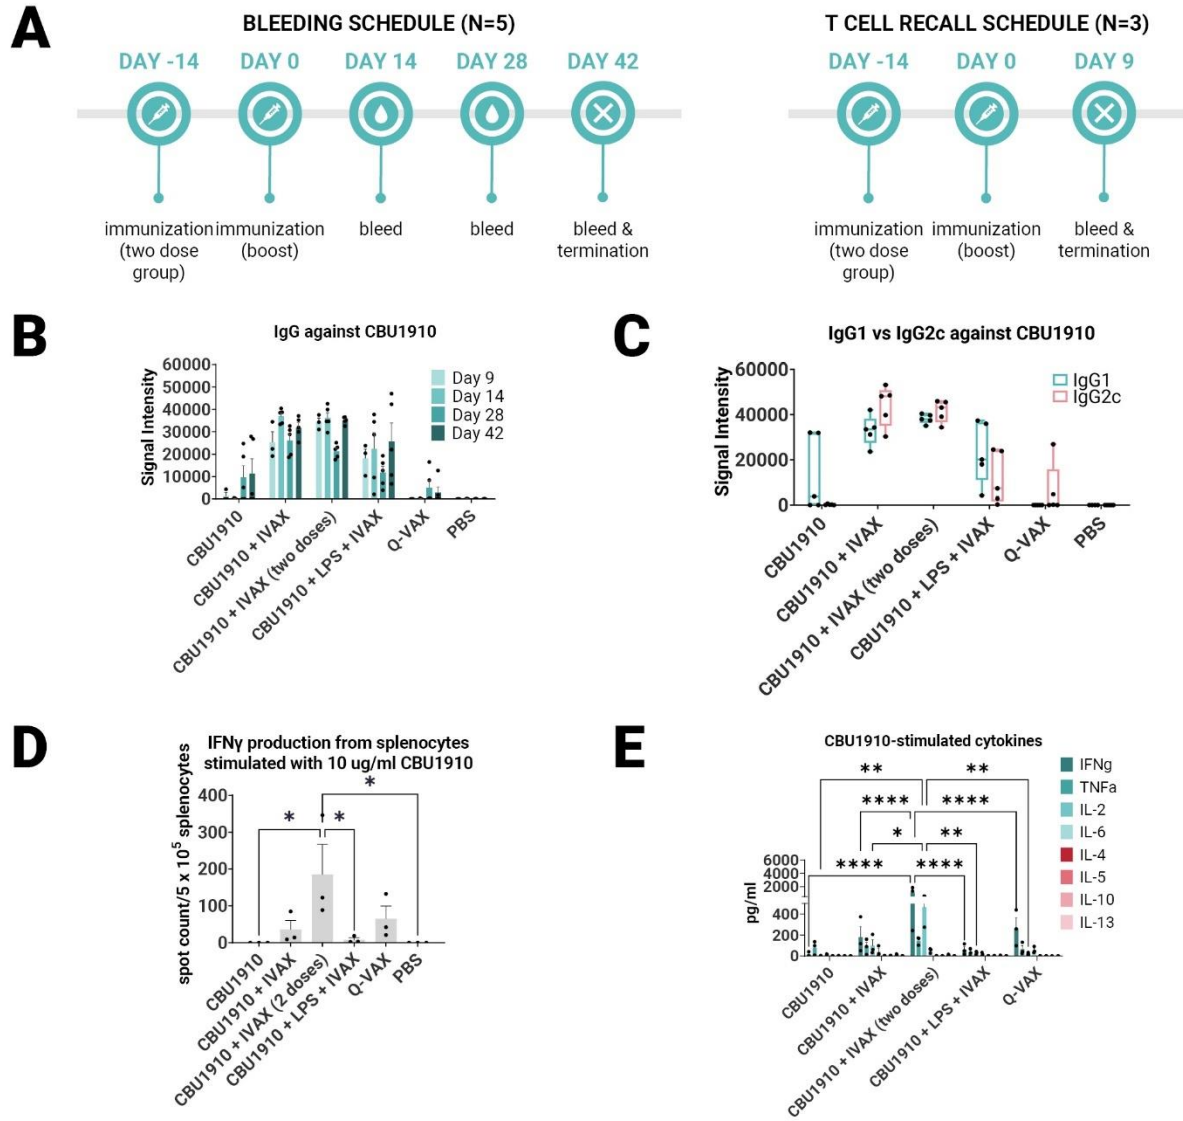 A
BLEEDING SCHEDULE (N=5)
DAY -14 DAY 0 DAY 14 DAY 28 DAY 42
immunization immunization bleed bleed bleed &
(two dose (boost) termination
group)
T CELL RECALL SCHEDULE (N=3)
DAY -14 DAY 0 DAY 9
immunization immunization bleed &
(two dose (boost) termination
group)
B
IgG against CBU1910
Signal Intensity
60000
50000
40000
30000
20000
10000
0
Day 9
Day 14
Day 28
Day 42
CBU1910
CBU1910 + IVAX
CBU1910 + IVAX (two doses)
CBU1910 + LPS + IVAX
Q-VAX
PBS
C
IgG1 vs IgG2c against CBU1910
Signal Intensity
60000
40000
20000
0
IgG1
IgG2c
CBU1910
CBU1910 + IVAX
CBU1910 + IVAX (two doses)
CBU1910 + LPS + IVAX
Q-VAX
PBS
D
IFNγ production from splenocytes
stimulated with 10 ug/ml CBU1910
spot count/5 x 10⁵ splenocytes
400
300
200
100
0
*
* *
CBU1910
CBU1910 + IVAX
CBU1910 + IVAX (2 doses)
CBU1910 + LPS + IVAX
Q-VAX
PBS
E
CBU1910-stimulated cytokines
pg/ml
6000
4000
2000
400
200
0
** **
**** ****
* **
**** ****
IFNg
TNFa
IL-2
IL-6
IL-4
IL-5
IL-10
IL-13
CBU1910
CBU1910 + IVAX
CBU1910 + IVAX (two doses)
CBU1910 + LPS + IVAX
Q-VAX